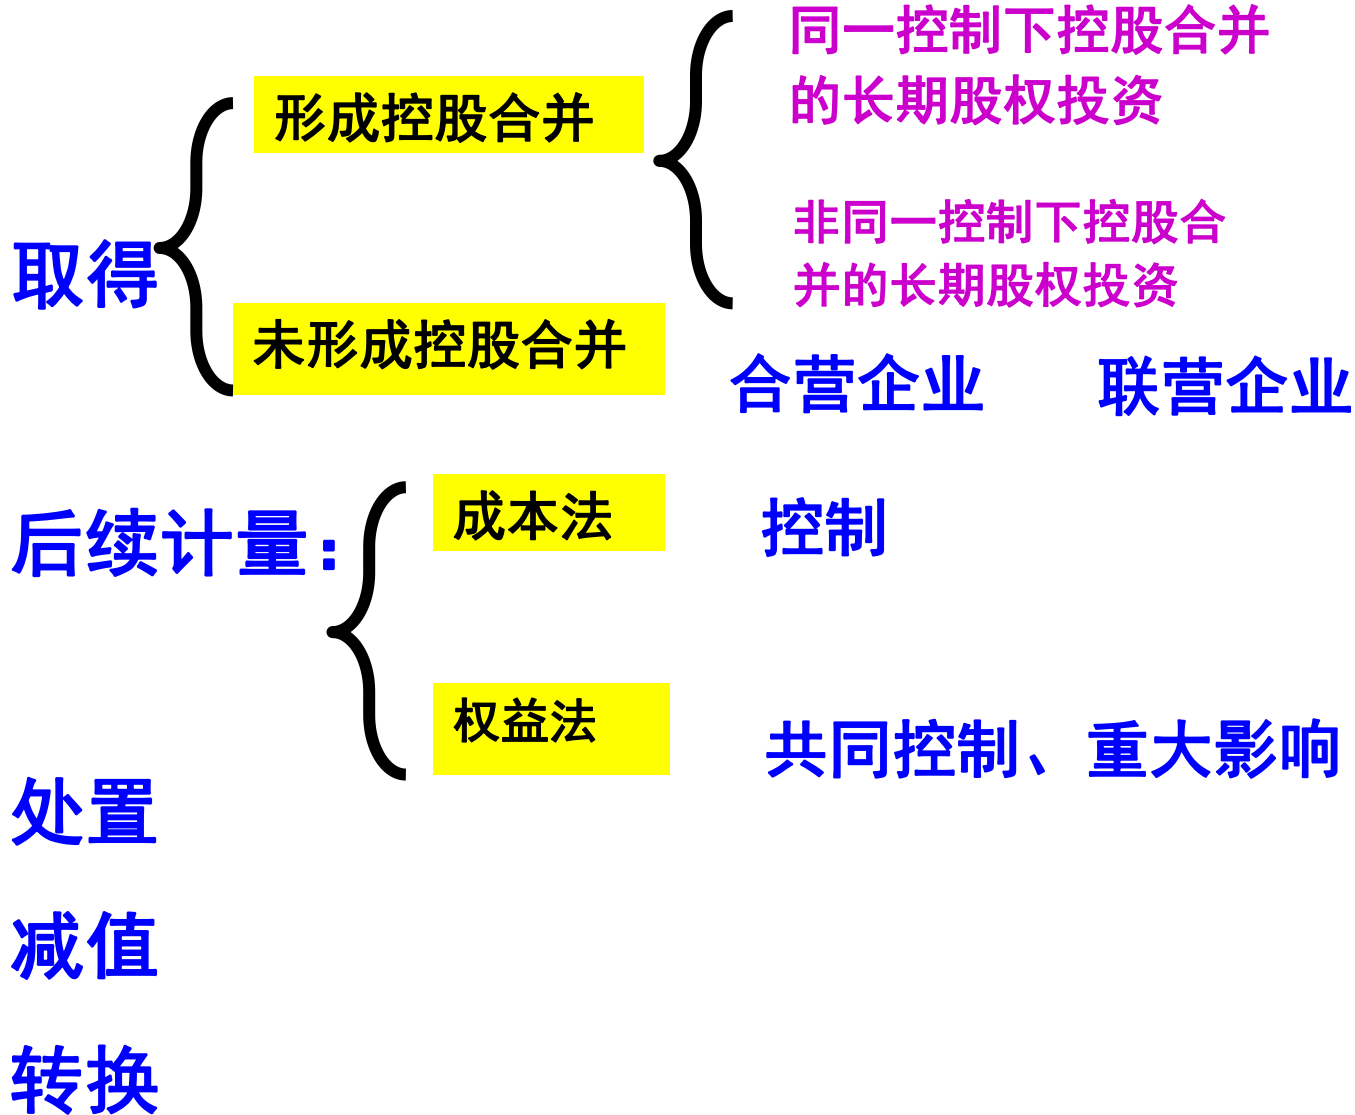 同一控制下控股合并
的长期股权投资
形成控股合并
非同一控制下控股合
并的长期股权投资
取得
未形成控股合并
合营企业 联营企业
后续计量：
成本法 控制
权益法 共同控制、重大影响
处置
减值
转换